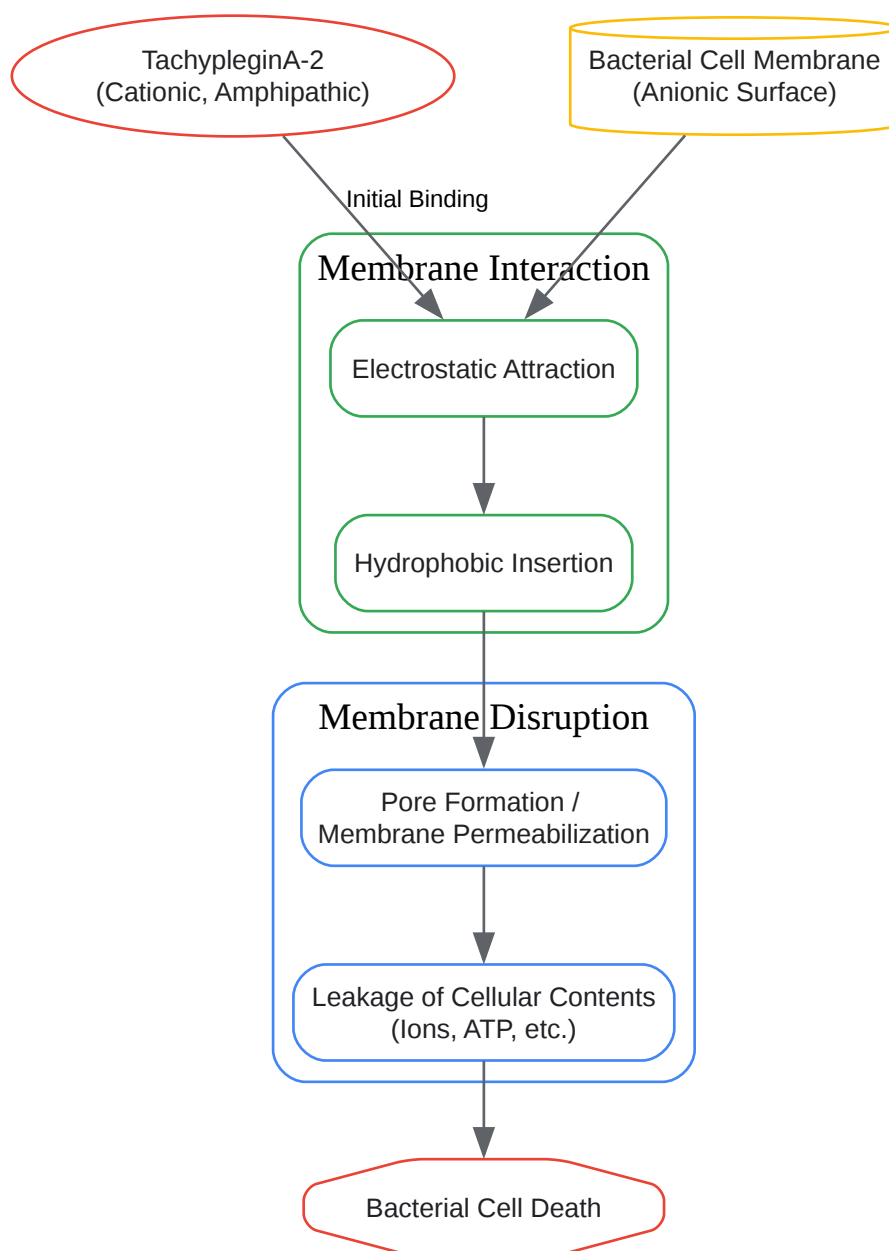 TachypleginA-2
(Cationic, Amphipathic)
Bacterial Cell Membrane
(Anionic Surface)
Initial Binding
Membrane Interaction
Electrostatic Attraction
Hydrophobic Insertion
Membrane Disruption
Pore Formation /
Membrane Permeabilization
Leakage of Cellular Contents
(Ions, ATP, etc.)
Bacterial Cell Death